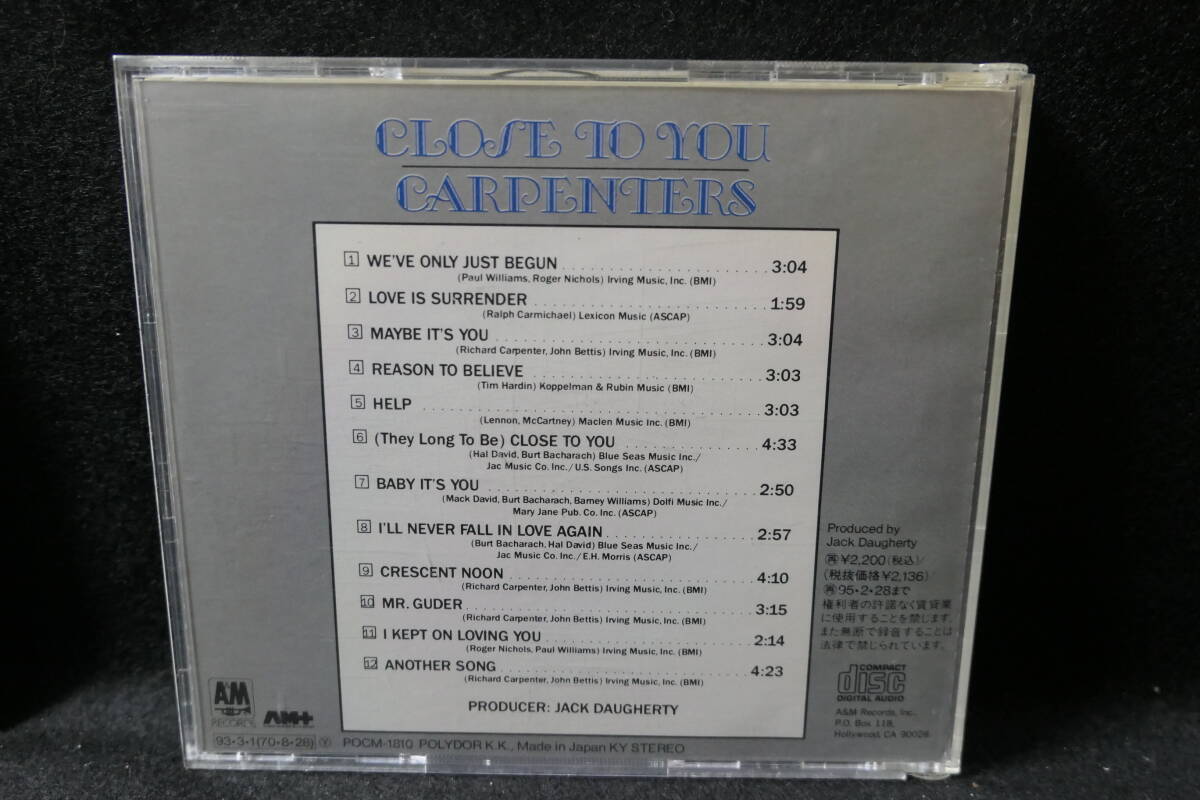 CLOSE TO YOU
CARPENTERS
1 WE'VE ONLY JUST BEGUN 3:04
(Paul Williams, Roger Nichols) Irving Music, Inc. (BMI)
2 LOVE IS SURRENDER 1:59
(Ralph Carmichael) Lexicon Music (ASCAP)
3 MAYBE IT'S YOU 3:04
(Richard Carpenter, John Bettis) Irving Music, Inc. (BMI)
4 REASON TO BELIEVE 3:03
(Tim Hardin) Koppelman & Rubin Music (BMI)
5 HELP 3:03
(Lennon, McCartney) Maclen Music Inc. (BMI)
6 (They Long To Be) CLOSE TO YOU 4:33
(Hal David, Burt Bacharach) Blue Seas Music Inc./
Jac Music Co. Inc./U.S. Songs Inc. (ASCAP)
7 BABY IT'S YOU 2:50
(Mack David, Burt Bacharach, Barney Williams) Dolfi Music Inc./
Mary Jane Pub. Co. Inc. (ASCAP)
8 I'LL NEVER FALL IN LOVE AGAIN 2:57
(Burt Bacharach, Hal David) Blue Seas Music Inc./
Jac Music Co. Inc./E.H. Morris (ASCAP)
9 CRESCENT NOON 4:10
(Richard Carpenter, John Bettis) Irving Music, Inc. (BMI)
10 MR. GUDER 3:15
(Richard Carpenter, John Bettis) Irving Music, Inc. (BMI)
11 I KEPT ON LOVING YOU 2:14
(Roger Nichols, Paul Williams) Irving Music, Inc. (BMI)
12 ANOTHER SONG 4:23
(Richard Carpenter, John Bettis) Irving Music, Inc. (BMI)
PRODUCER: JACK DAUGHERTY
Produced by
Jack Daugherty
再¥2,200(税込)/
(税抜価格¥2,136)/
再95・2・28まで
権利者の許諾なく賃貸業
に使用することを禁じます。
また無断で録音することは
法律で禁じられています。
COMPACT
disc
DIGITAL AUDIO
A&M Records, Inc.
P.O. Box 118,
Hollywood, CA 90028
A&M
RECORDS
AM+
93・3・1(70・8・28) Ⓨ POCM-1810 POLYDOR K.K., Made in Japan KY STEREO